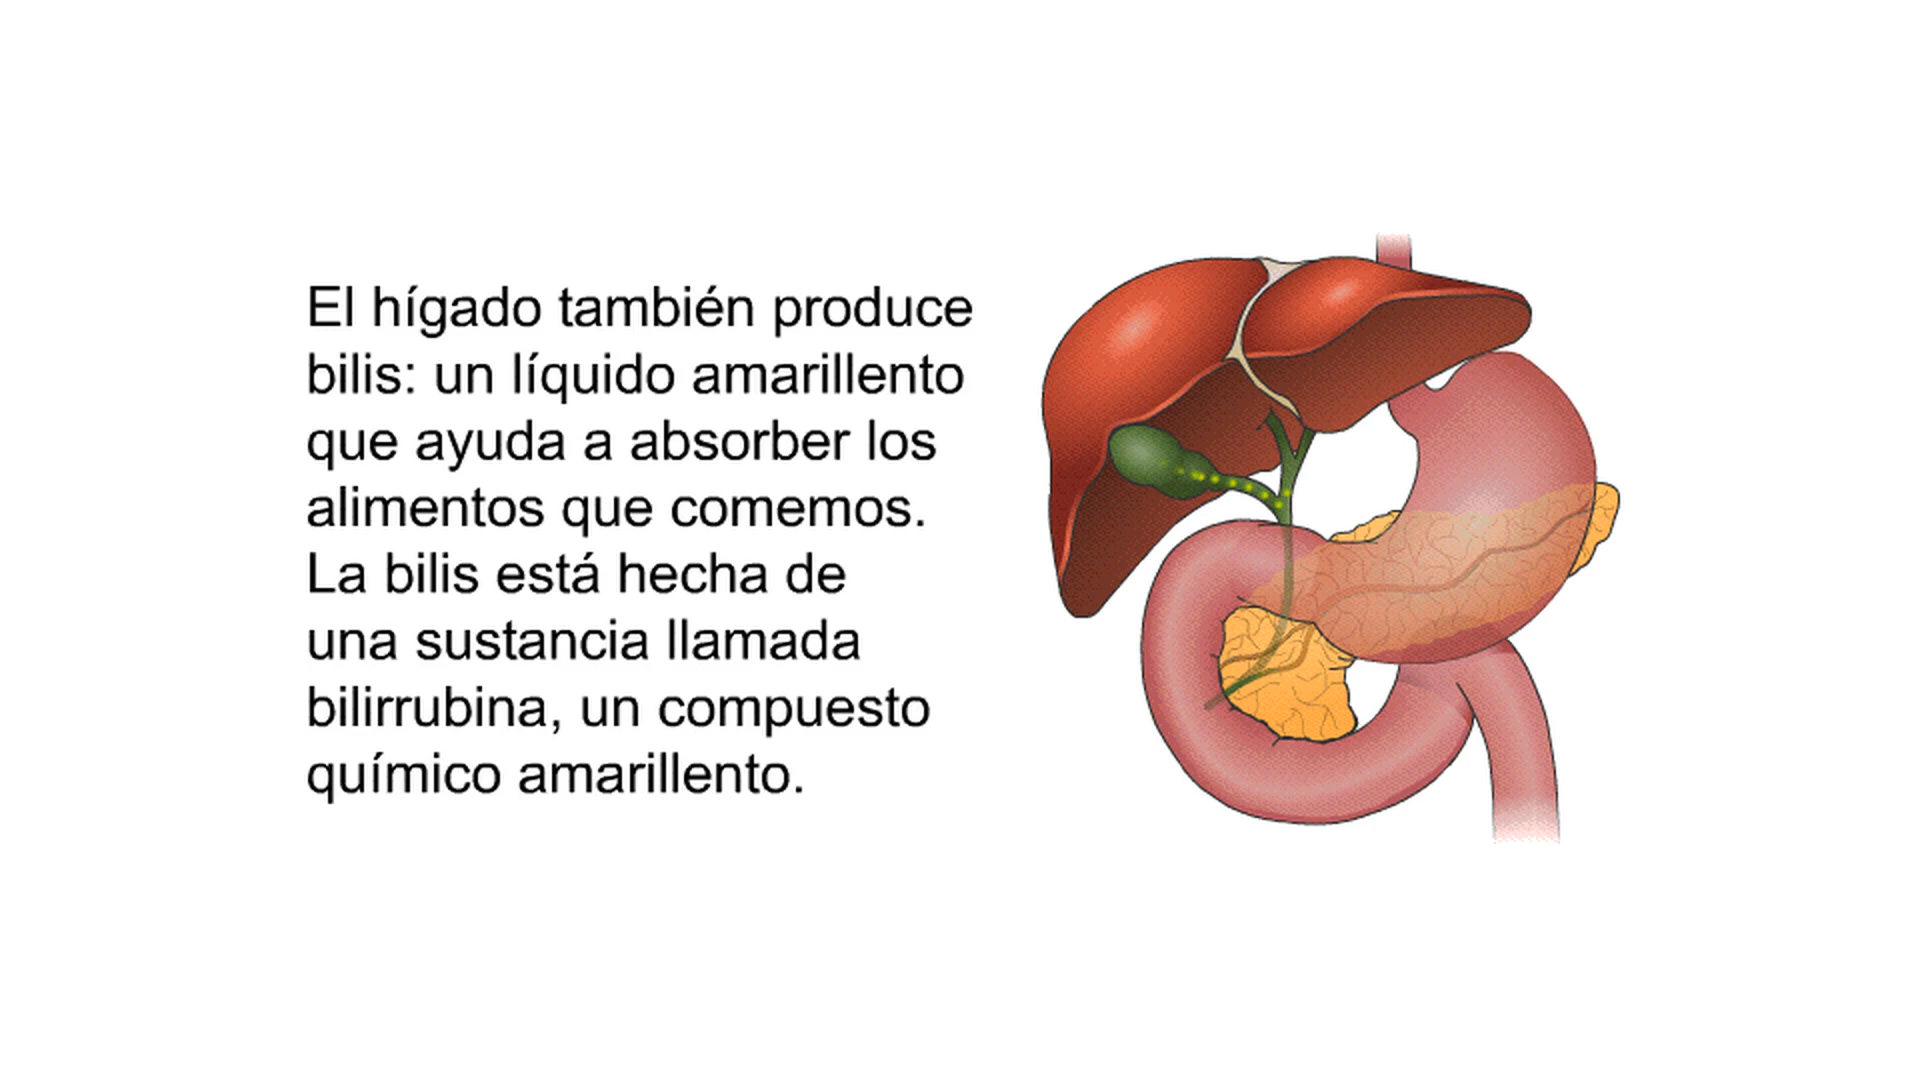 El hígado también produce
bilis: un líquido amarillento
que ayuda a absorber los
alimentos que comemos.
La bilis está hecha de
una sustancia llamada
bilirrubina, un compuesto
químico amarillento.